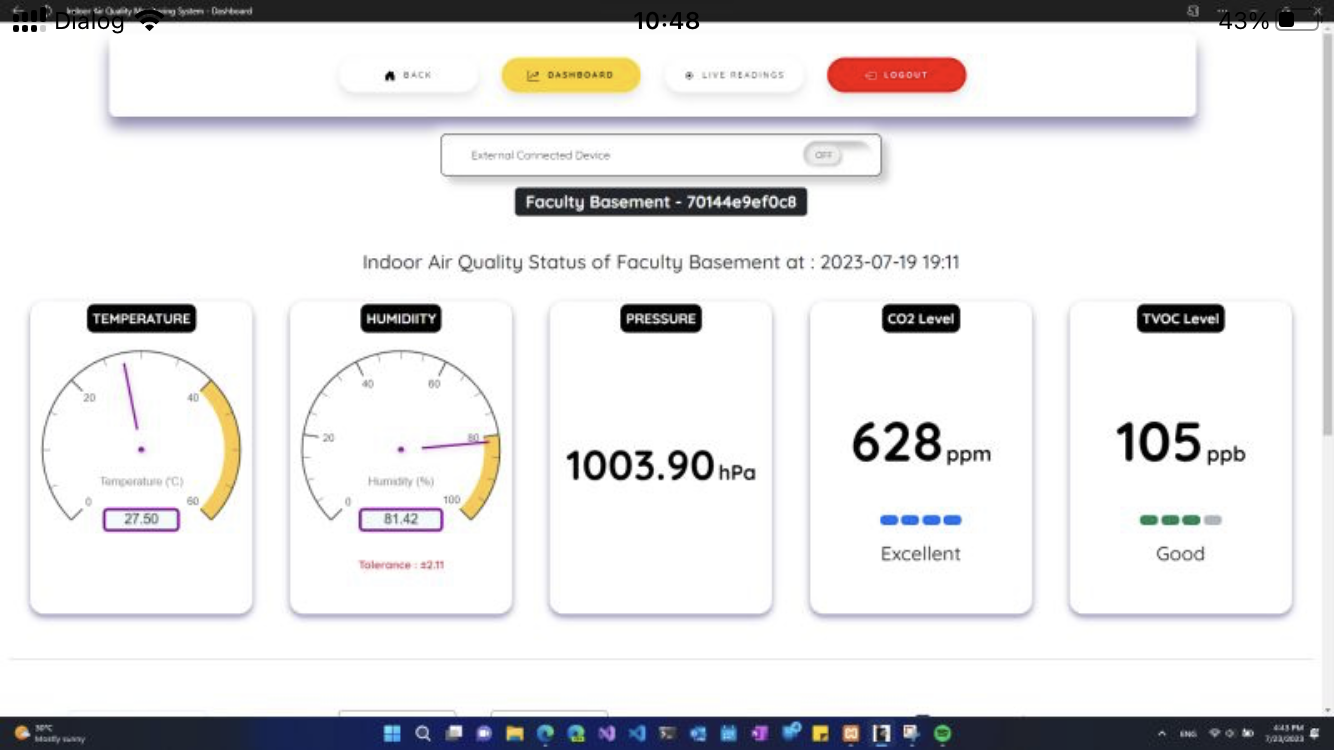 Indoor Air Quality Monitoring System - Dashboard
Dialog 10:48 43%
BACK DASHBOARD LIVE READINGS LOGOUT
External Connected Device OFF
Faculty Basement - 70144e9ef0c8
Indoor Air Quality Status of Faculty Basement at : 2023-07-19 19:11
TEMPERATURE
0 20 40 60
Temperature (°C)
27.50
HUMIDIITY
0 20 40 60 80 100
Humidity (%)
81.42
Tolerance : ±2.11
PRESSURE
1003.90 hPa
CO2 Level
628 ppm
Excellent
TVOC Level
105 ppb
Good
30°C
Mostly sunny
ENG
4:43 PM
7/23/2023